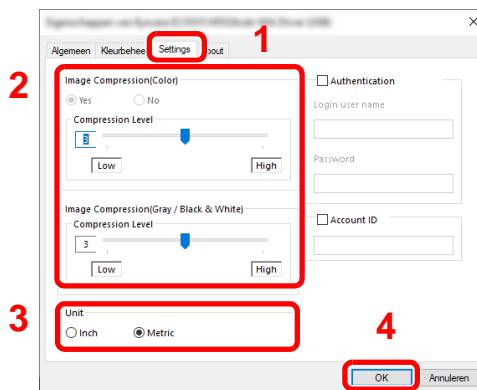 1
Algemeen Kleurbehee Settings bout
2
Image Compression(Color)
Yes No
Compression Level
3
Low High
Image Compression(Gray / Black & White)
Compression Level
3
Low High
Authentication
Login user name
Password
Account ID
3
Unit
Inch Metric
4
OK Annuleren